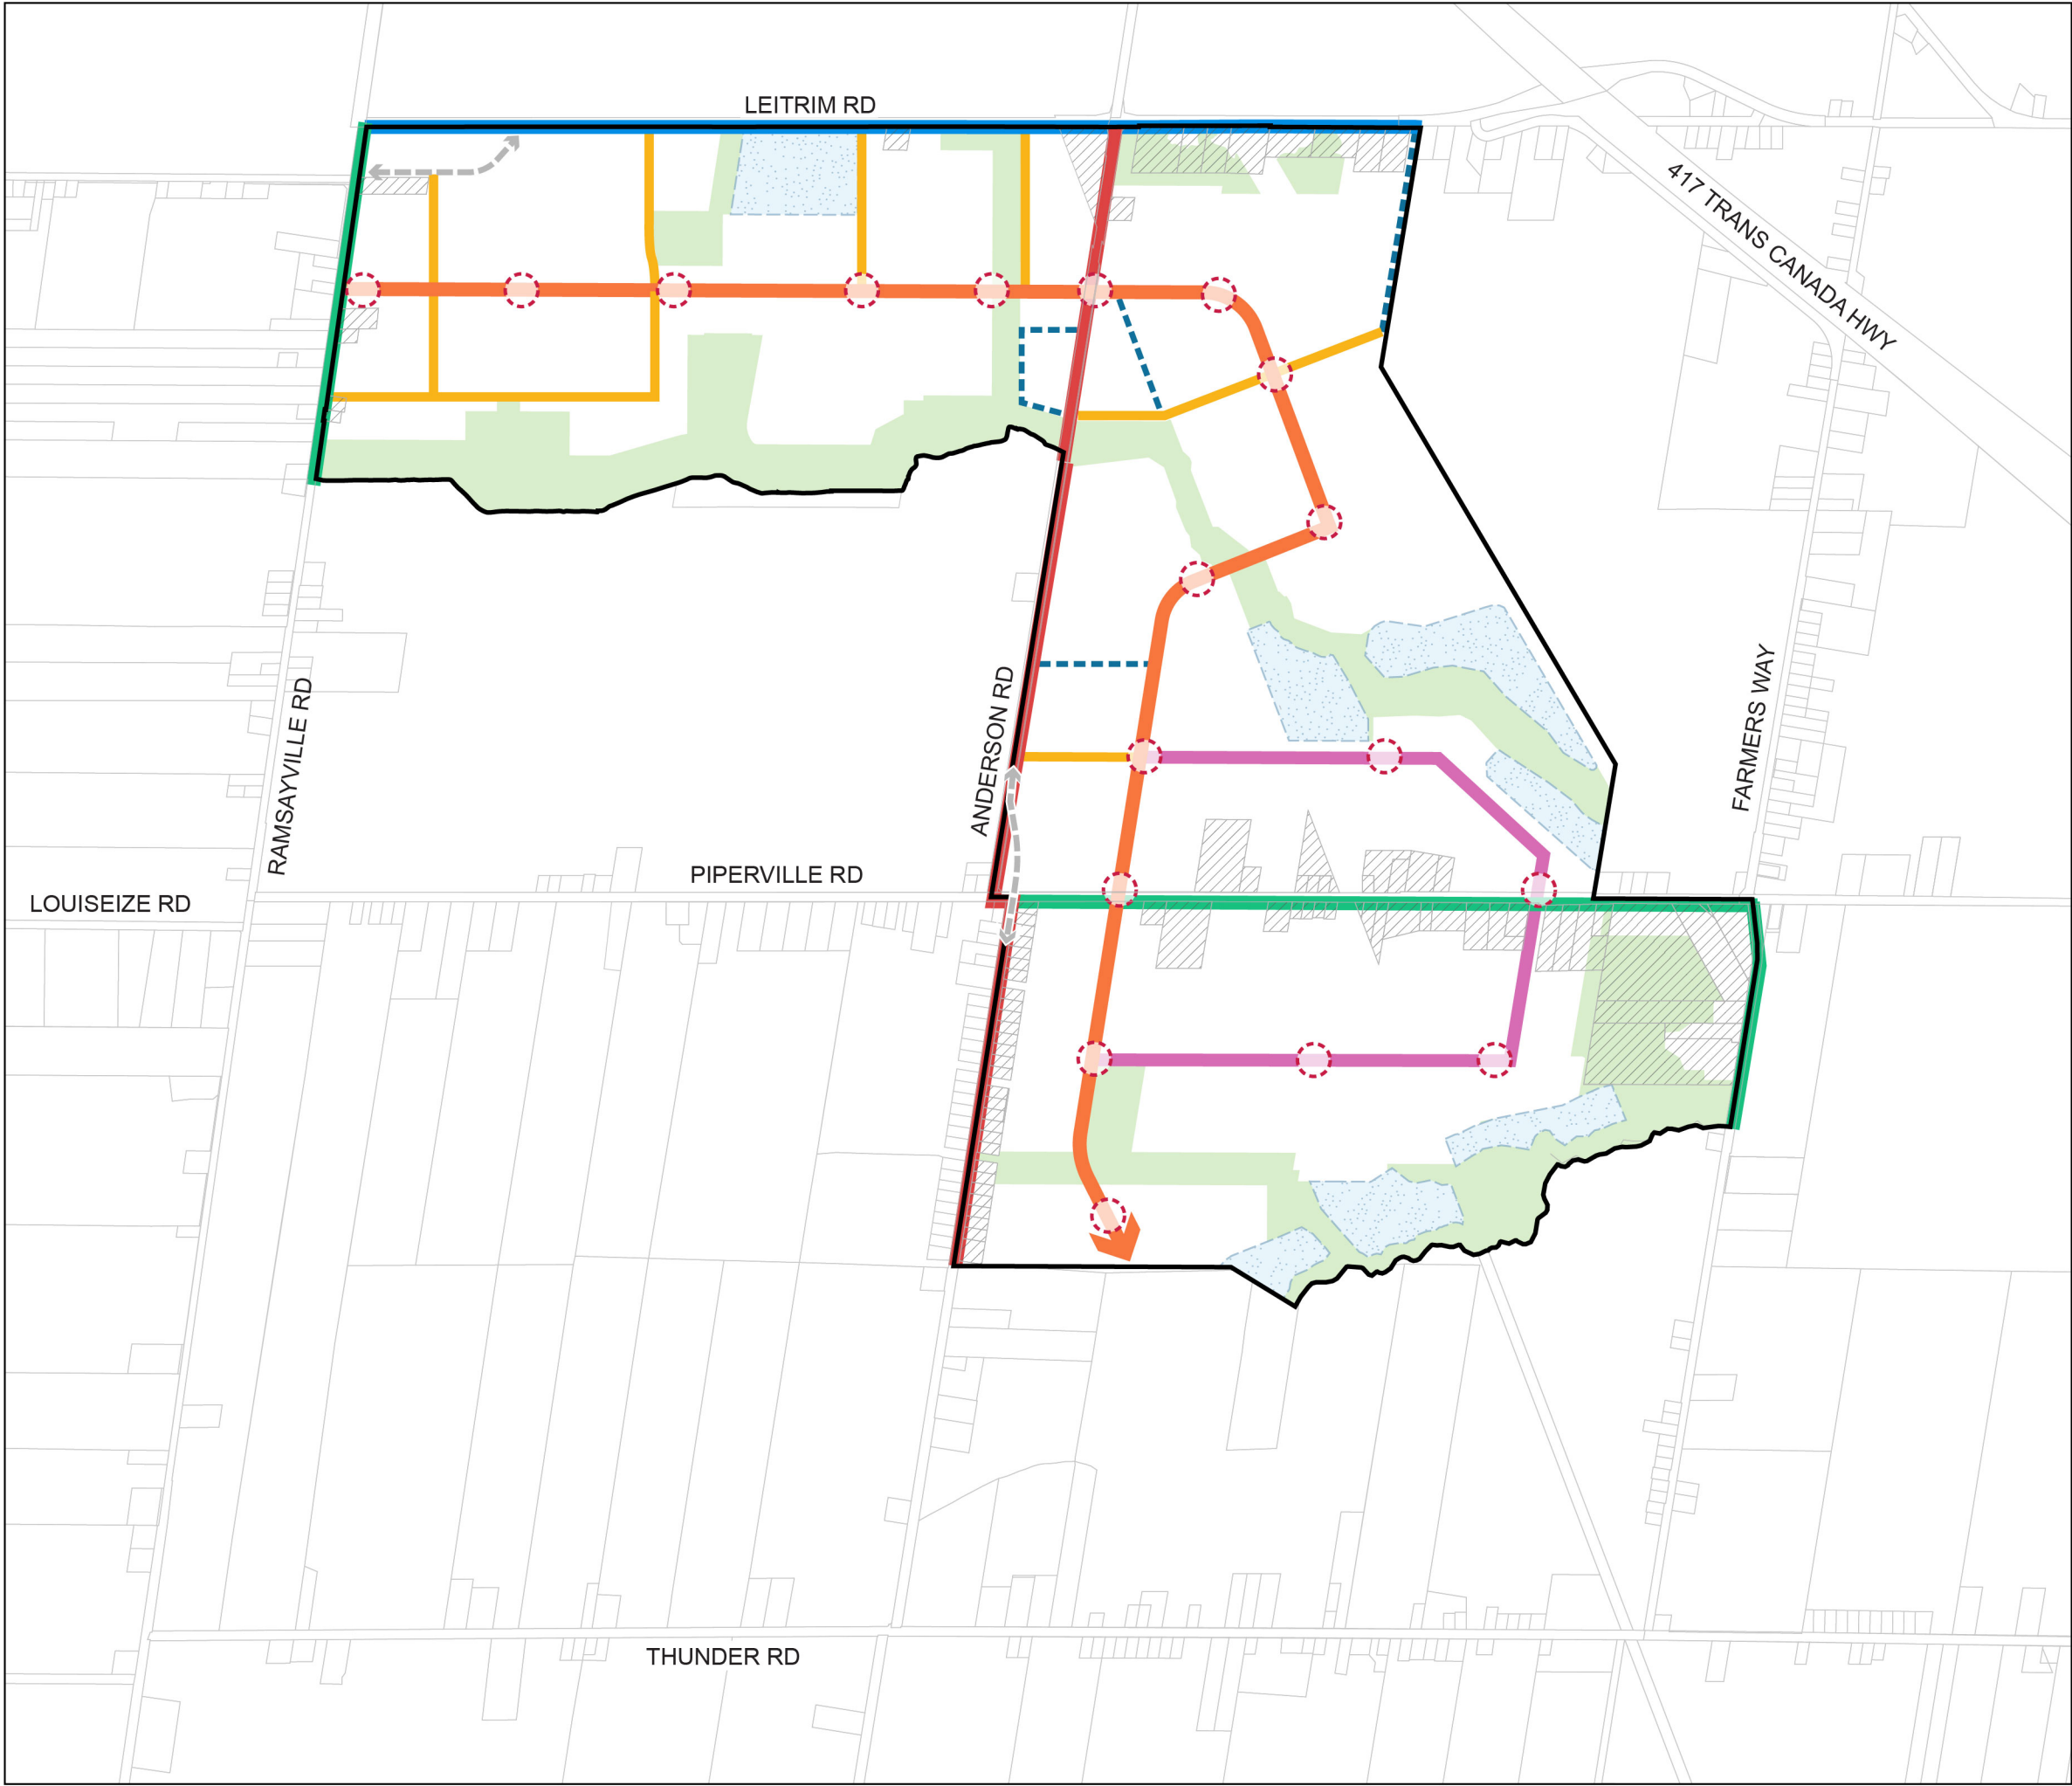 LEITRIM RD
417 TRANS CANADA HWY
RAMSAYVILLE RD
ANDERSON RD
FARMERS WAY
PIPERVILLE RD
LOUISEIZE RD
THUNDER RD